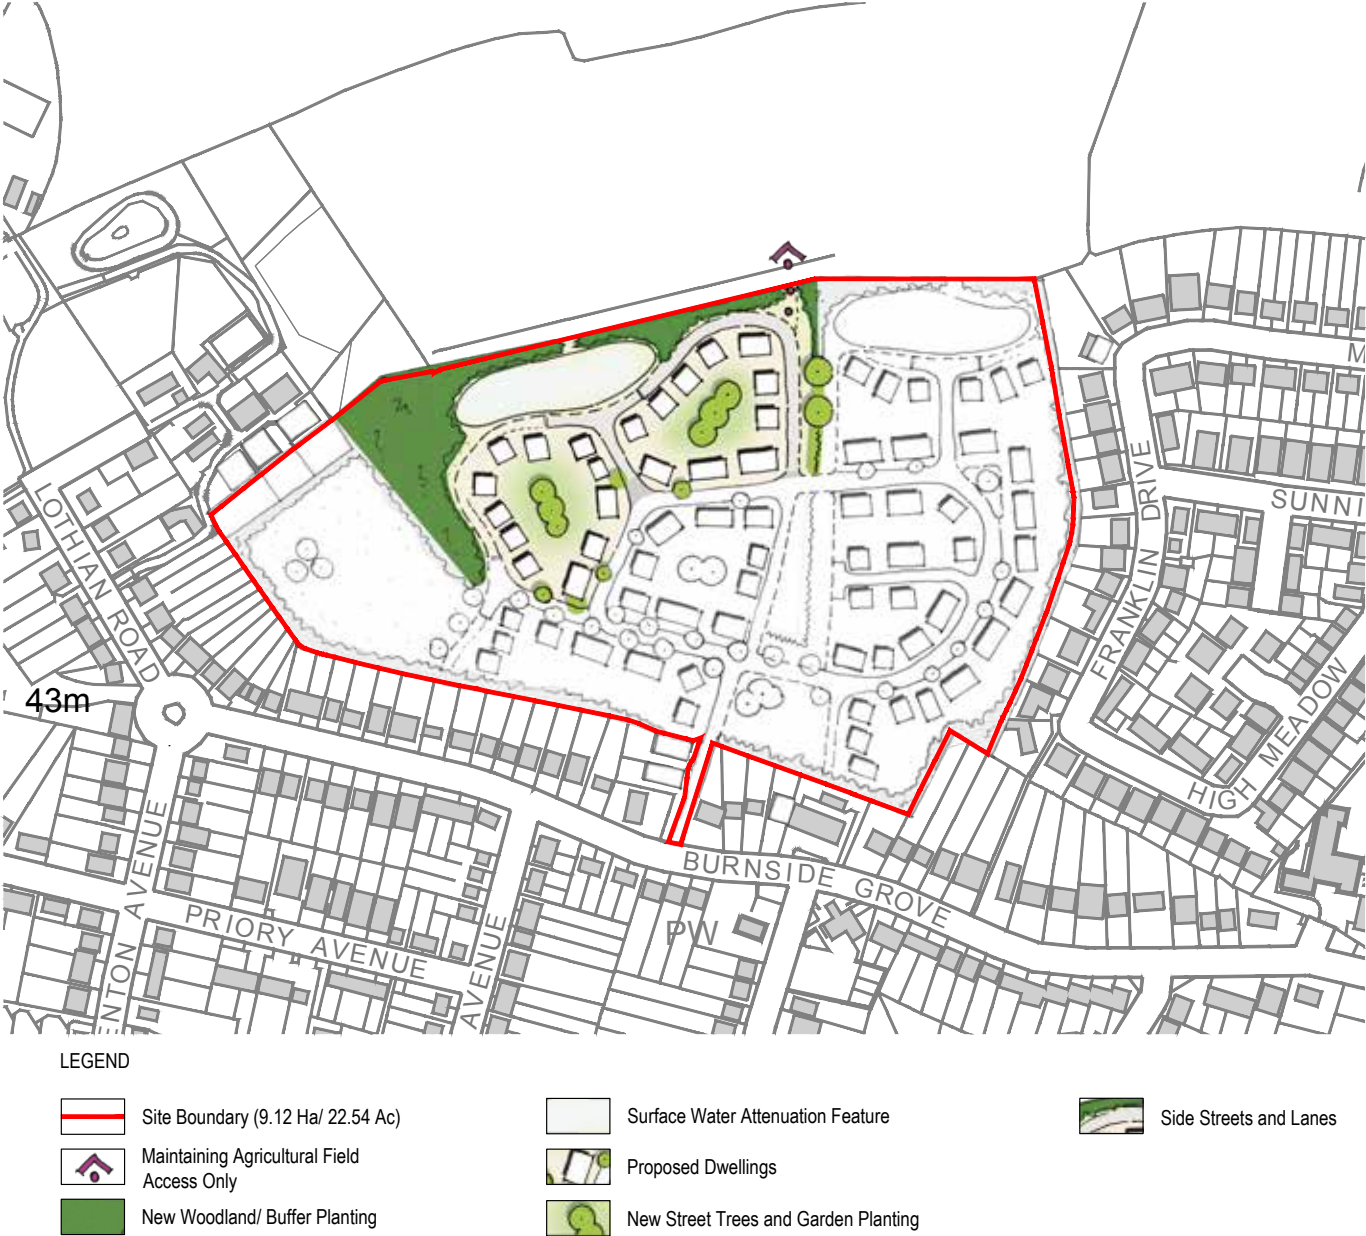 M
SUNNI
FRANKLIN DRIVE
LOTHIAN ROAD
43m
HIGH MEADOW
BURNSIDE GROVE
PW
PRIORY AVENUE
ENTON AVENUE
AVENUE
LEGEND
Site Boundary (9.12 Ha/ 22.54 Ac)
Maintaining Agricultural Field
Access Only
New Woodland/ Buffer Planting
Surface Water Attenuation Feature
Proposed Dwellings
New Street Trees and Garden Planting
Side Streets and Lanes